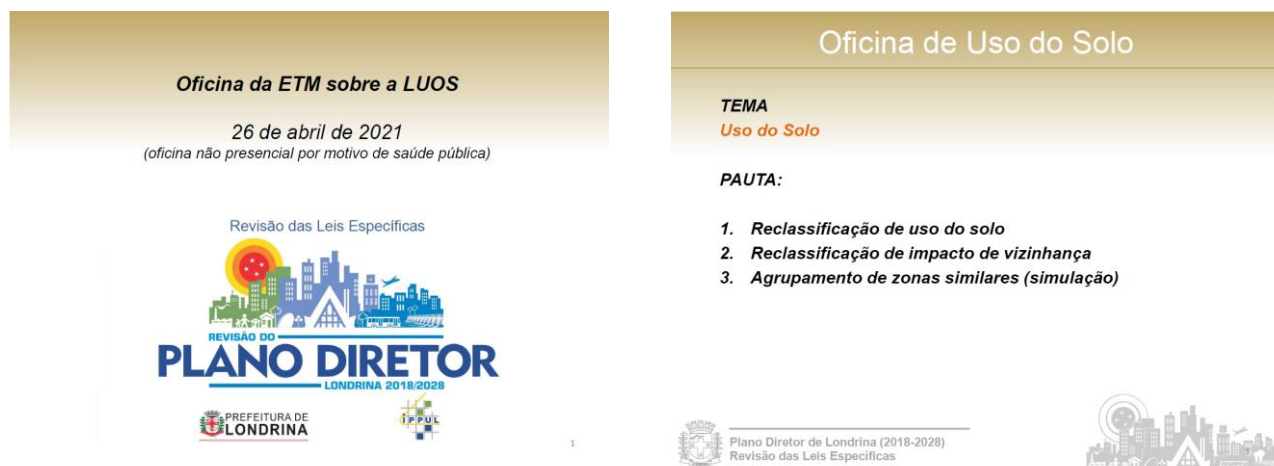 Oficina da ETM sobre a LUOS
26 de abril de 2021
(oficina não presencial por motivo de saúde pública)
Revisão das Leis Específicas
REVISÃO DO
PLANO DIRETOR
LONDRINA 2018/2028
PREFEITURA DE
LONDRINA
IPPUL
1
Oficina de Uso do Solo
TEMA
Uso do Solo
PAUTA:
1. Reclassificação de uso do solo
2. Reclassificação de impacto de vizinhança
3. Agrupamento de zonas similares (simulação)
Plano Diretor de Londrina (2018-2028)
Revisão das Leis Específicas